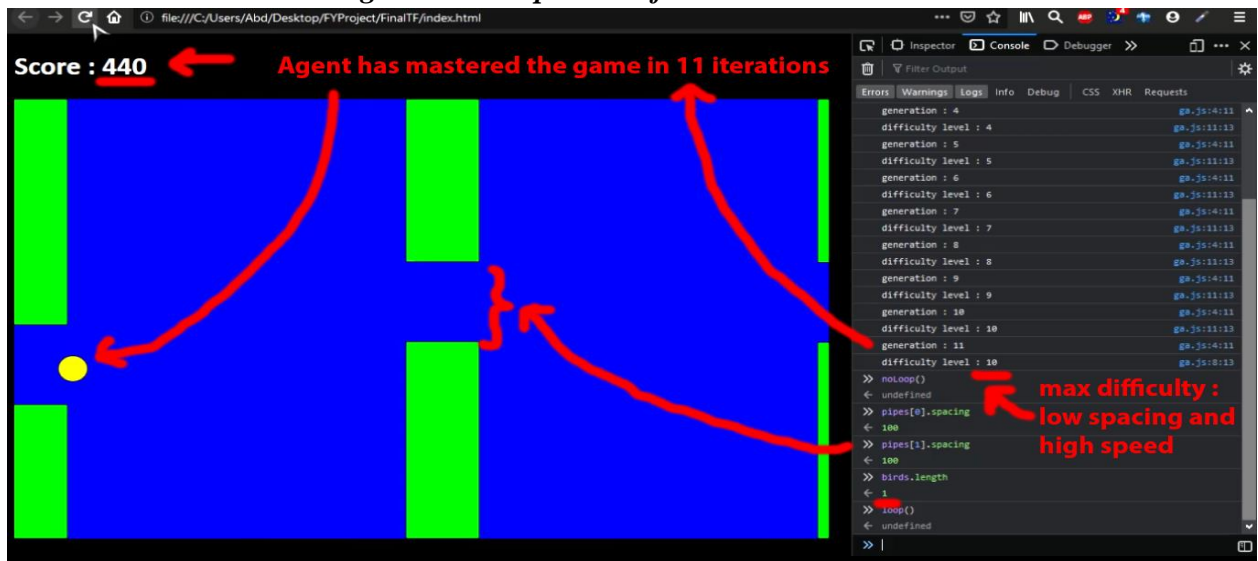 file:///C:/Users/Abd/Desktop/FYProject/FinalTF/index.html
Score : 440
Agent has mastered the game in 11 iterations
Inspector Console Debugger
Filter Output
Errors Warnings Logs Info Debug CSS XHR Requests
generation : 4 ga.js:4:11
difficulty level : 4 ga.js:11:13
generation : 5 ga.js:4:11
difficulty level : 5 ga.js:11:13
generation : 6 ga.js:4:11
difficulty level : 6 ga.js:11:13
generation : 7 ga.js:4:11
difficulty level : 7 ga.js:11:13
generation : 8 ga.js:4:11
difficulty level : 8 ga.js:11:13
generation : 9 ga.js:4:11
difficulty level : 9 ga.js:11:13
generation : 10 ga.js:4:11
difficulty level : 10 ga.js:11:13
generation : 11 ga.js:4:11
difficulty level : 10 ga.js:8:13
noLoop()
undefined
pipes[0].spacing
100
pipes[1].spacing
100
birds.length
1
loop()
undefined
max difficulty :
low spacing and
high speed